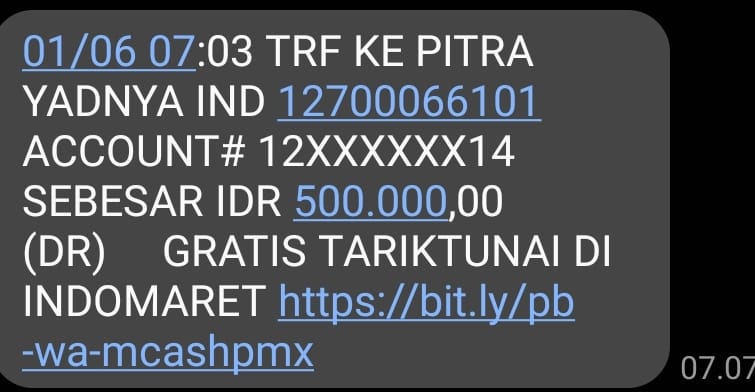 01/06 07:03 TRF KE PITRA
YADNYA IND 12700066101
ACCOUNT# 12XXXXXX14
SEBESAR IDR 500.000,00
(DR) GRATIS TARIKTUNAI DI
INDOMARET https://bit.ly/pb
-wa-mcashpmx
07.07